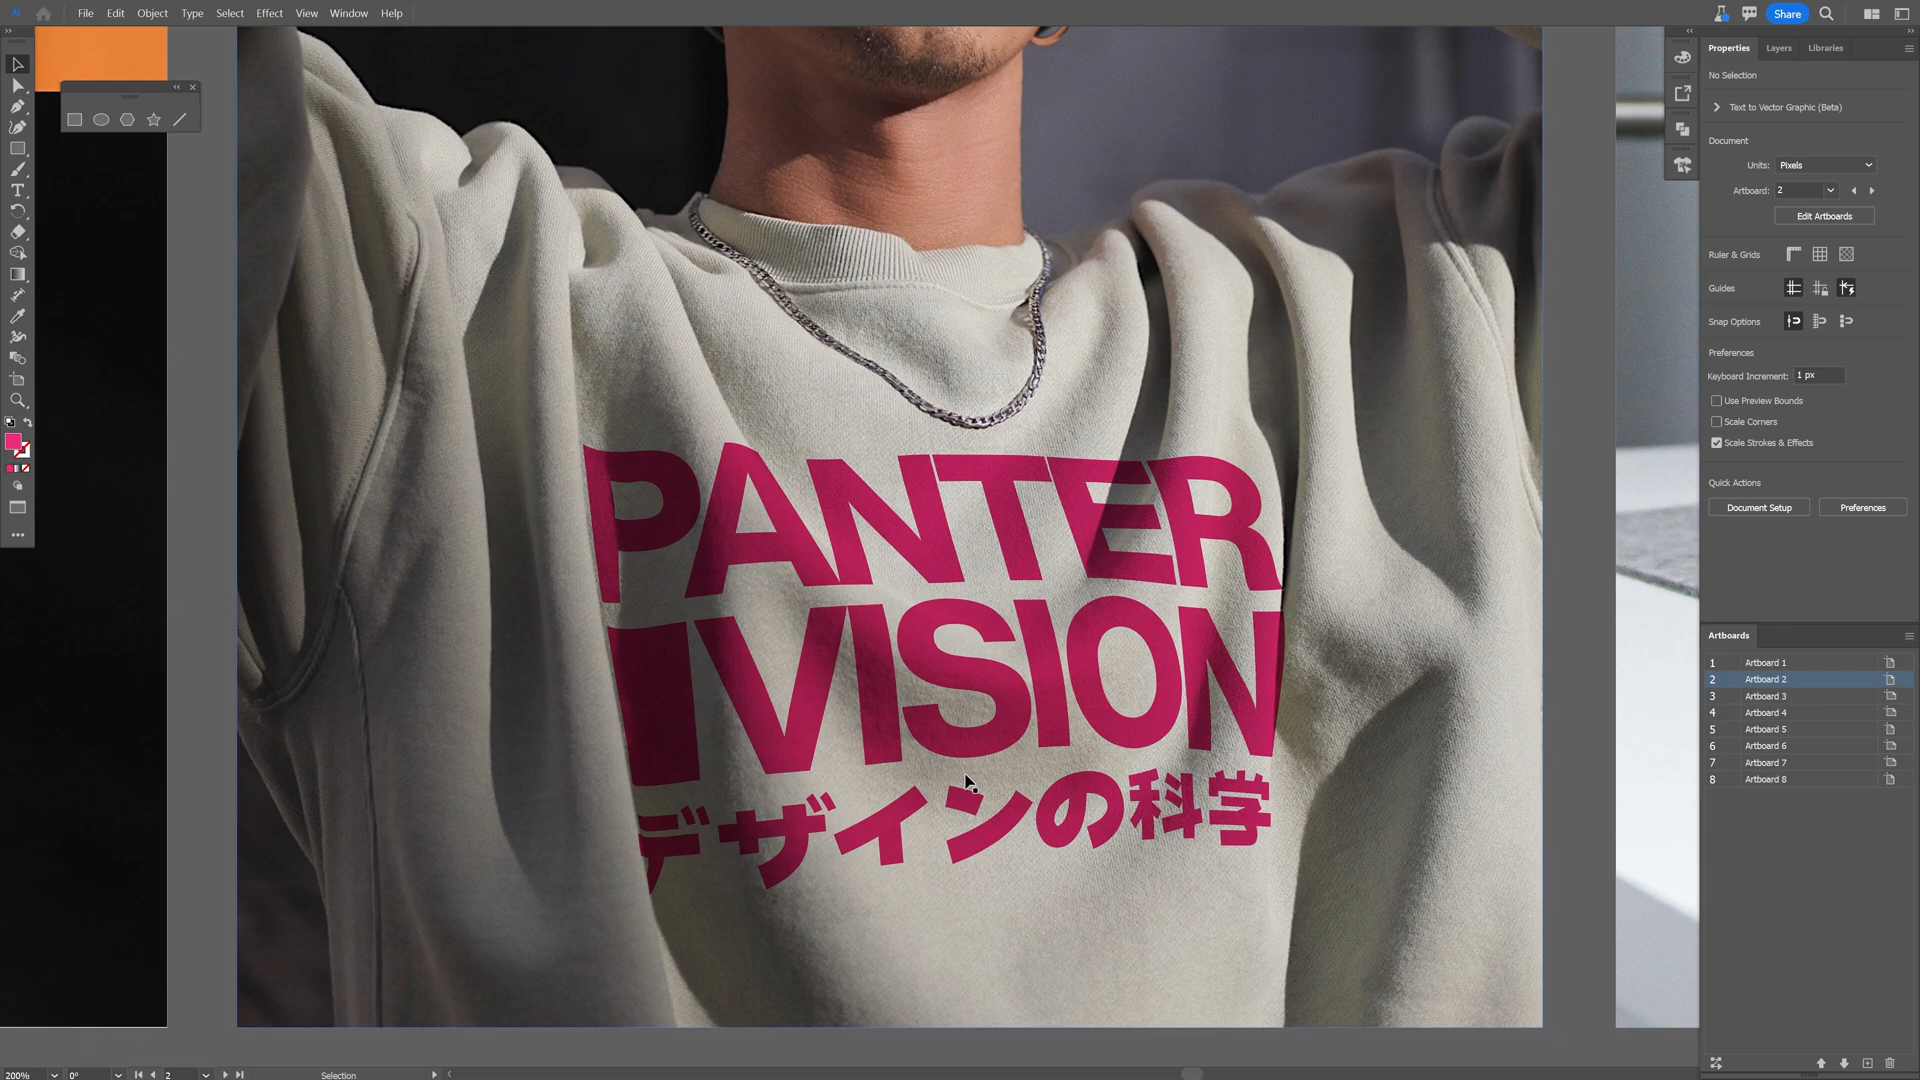 Ai File Edit Object Type Select Effect View Window Help
Share
Properties Layers Libraries
No Selection
Text to Vector Graphic (Beta)
Document
Units: Pixels
Artboard: 2
Edit Artboards
Ruler & Grids
Guides
Snap Options
Preferences
Keyboard Increment: 1 px
Use Preview Bounds
Scale Corners
Scale Strokes & Effects
Quick Actions
Document Setup Preferences
Artboards
1 Artboard 1
2 Artboard 2
3 Artboard 3
4 Artboard 4
5 Artboard 5
6 Artboard 6
7 Artboard 7
8 Artboard 8
PANTER
VISION
デザインの科学
200% 0° 2 Selection